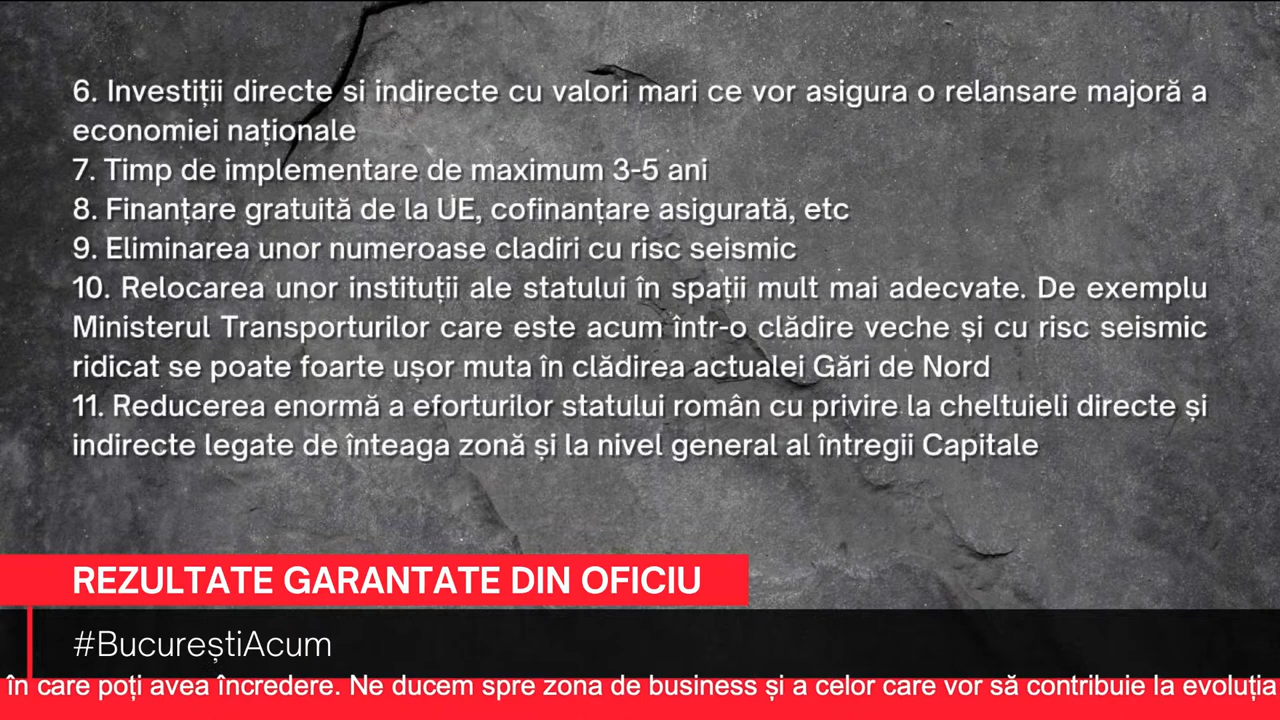 6. Investiții directe si indirecte cu valori mari ce vor asigura o relansare majoră a
economiei naționale
7. Timp de implementare de maximum 3-5 ani
8. Finanțare gratuită de la UE, cofinanțare asigurată, etc
9. Eliminarea unor numeroase cladiri cu risc seismic
10. Relocarea unor instituții ale statului în spații mult mai adecvate. De exemplu
Ministerul Transporturilor care este acum într-o clădire veche și cu risc seismic
ridicat se poate foarte ușor muta în clădirea actualei Gări de Nord
11. Reducerea enormă a eforturilor statului român cu privire la cheltuieli directe și
indirecte legate de înteaga zonă și la nivel general al întregii Capitale
REZULTATE GARANTATE DIN OFICIU
#BucureștiAcum
în care poți avea încredere. Ne ducem spre zona de business și a celor care vor să contribuie la evoluția